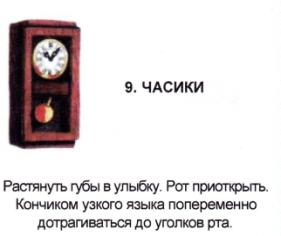 9. ЧАСИКИ
Растянуть губы в улыбку. Рот приоткрыть.
Кончиком узкого языка попеременно
дотрагиваться до уголков рта.